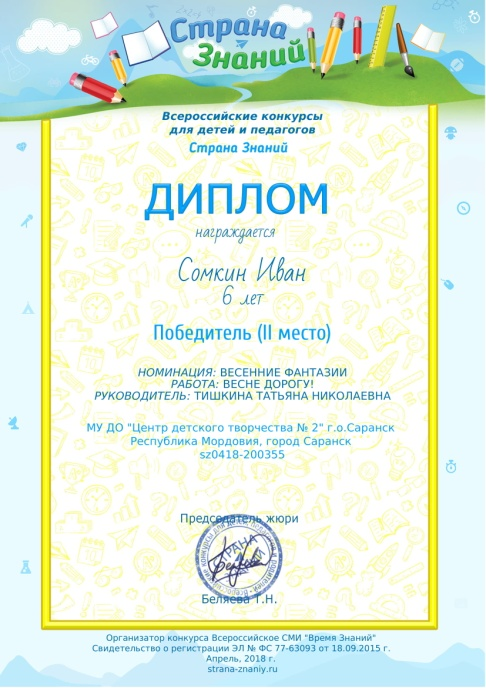 Страна
Знаний
Всероссийские конкурсы
для детей и педагогов
Страна Знаний
ДИПЛОМ
награждается
Сомкин Иван
6 лет
Победитель (II место)
НОМИНАЦИЯ: ВЕСЕННИЕ ФАНТАЗИИ
РАБОТА: ВЕСНЕ ДОРОГУ!
РУКОВОДИТЕЛЬ: ТИШКИНА ТАТЬЯНА НИКОЛАЕВНА
МУ ДО "Центр детского творчества № 2" г.о.Саранск
Республика Мордовия, город Саранск
sz0418-200355
Председатель жюри
Беляева Т.Н.
Организатор конкурса Всероссийское СМИ "Время Знаний"
Свидетельство о регистрации ЭЛ № ФС 77-63093 от 18.09.2015 г.
Апрель, 2018 г.
strana-znaniy.ru